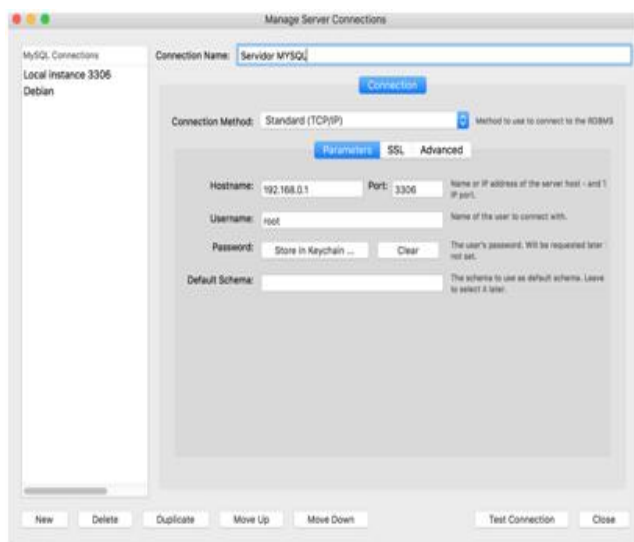 Manage Server Connections
MySQL Connections
Local instance 3306
Debian
Connection Name: Servidor MYSQL
Connection
Connection Method: Standard (TCP/IP) Method to use to connect to the RDBMS
Parameters SSL Advanced
Hostname: 192.168.0.1 Port: 3306 Name or IP address of the server host - and T
IP port.
Username: root Name of the user to connect with.
Password: Store in Keychain ... Clear The user's password. Will be requested later
not set.
Default Schema: The schema to use as default schema. Leave
to select it later.
New Delete Duplicate Move Up Move Down Test Connection Close